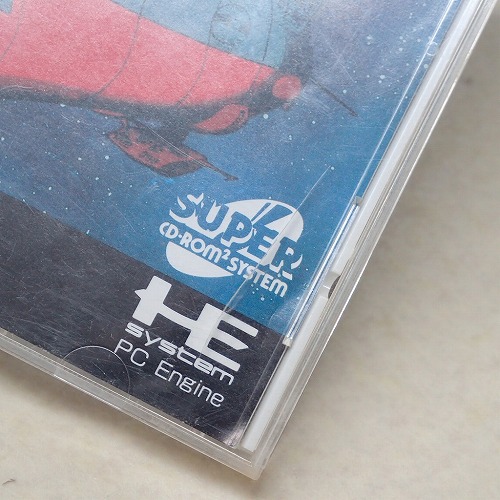 SUPER
CD-ROM² SYSTEM
HE
system
PC Engine